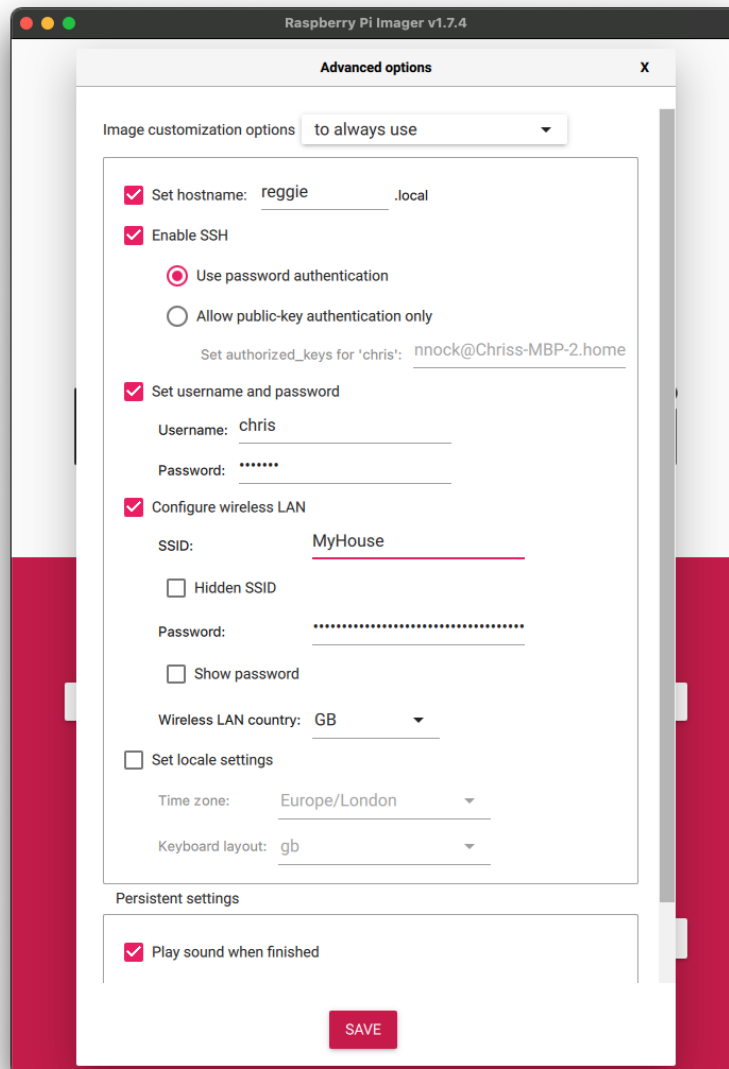 Raspberry Pi Imager v1.7.4
Advanced options X
Image customization options to always use
Set hostname: reggie .local
Enable SSH
Use password authentication
Allow public-key authentication only
Set authorized_keys for 'chris': nnock@Chriss-MBP-2.home
Set username and password
Username: chris
Password: •••••••
Configure wireless LAN
SSID: MyHouse
Hidden SSID
Password: •••••••••••••••••••••••••••••••••••••
Show password
Wireless LAN country: GB
Set locale settings
Time zone: Europe/London
Keyboard layout: gb
Persistent settings
Play sound when finished
SAVE